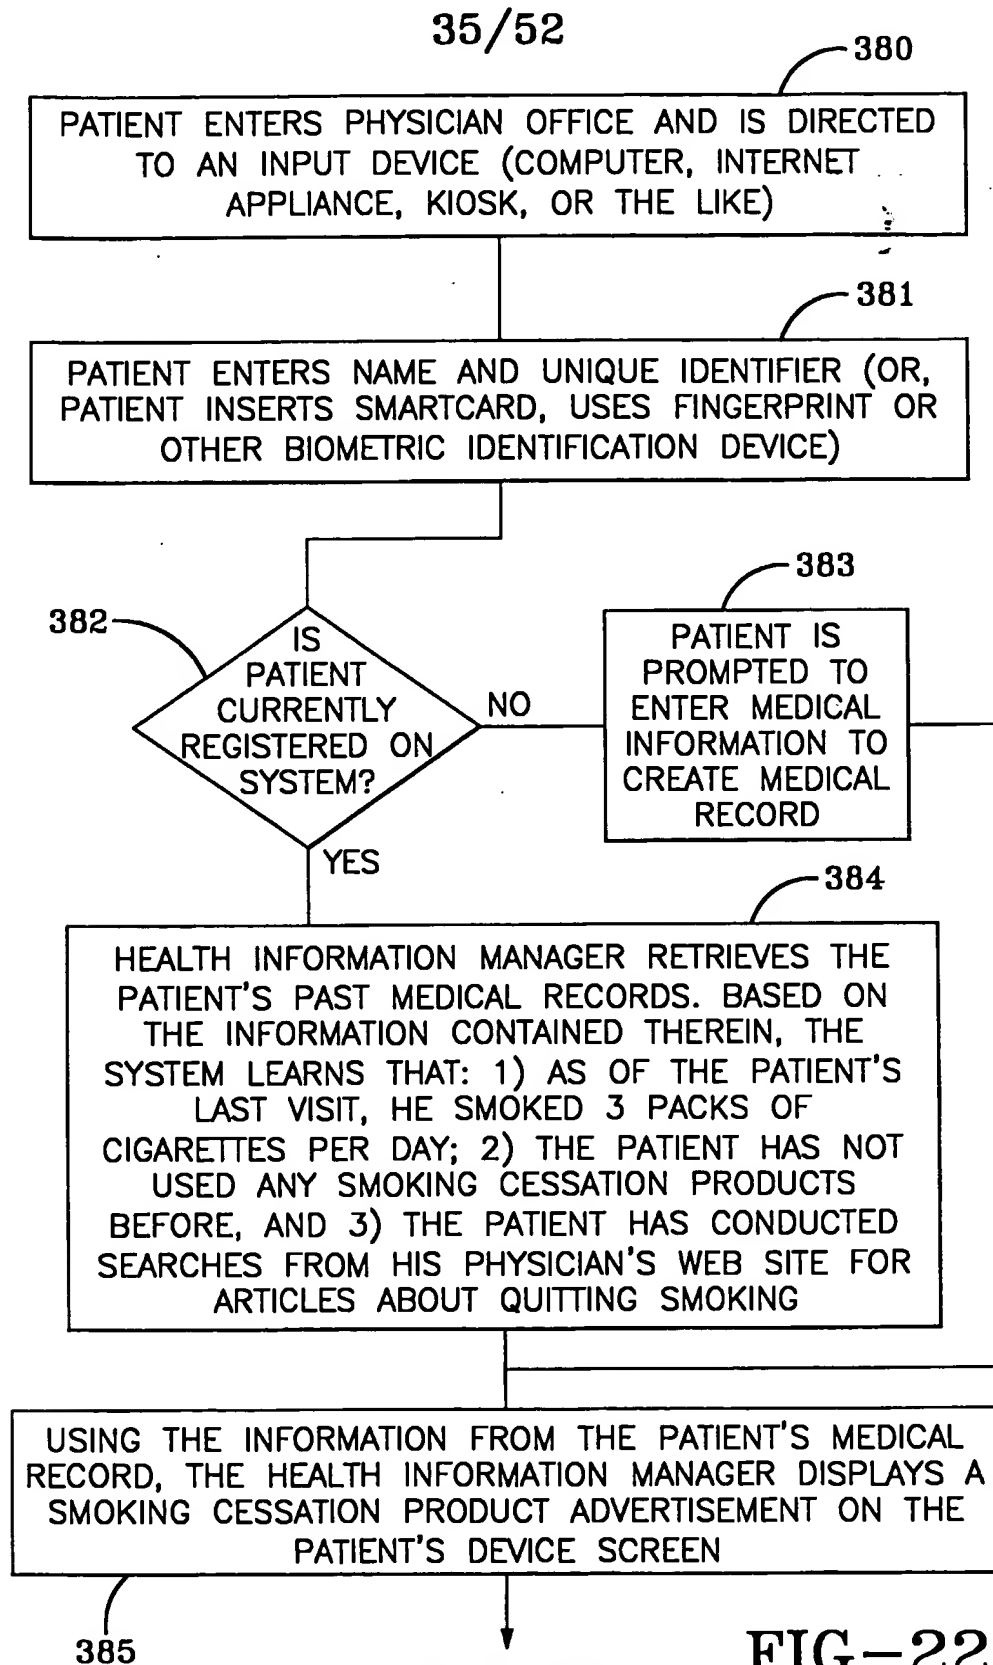 35/52
380
PATIENT ENTERS PHYSICIAN OFFICE AND IS DIRECTED
TO AN INPUT DEVICE (COMPUTER, INTERNET
APPLIANCE, KIOSK, OR THE LIKE)
381
PATIENT ENTERS NAME AND UNIQUE IDENTIFIER (OR,
PATIENT INSERTS SMARTCARD, USES FINGERPRINT OR
OTHER BIOMETRIC IDENTIFICATION DEVICE)
382
IS
PATIENT
CURRENTLY
REGISTERED ON
SYSTEM?
NO
383
PATIENT IS
PROMPTED TO
ENTER MEDICAL
INFORMATION TO
CREATE MEDICAL
RECORD
YES
384
HEALTH INFORMATION MANAGER RETRIEVES THE
PATIENT'S PAST MEDICAL RECORDS. BASED ON
THE INFORMATION CONTAINED THEREIN, THE
SYSTEM LEARNS THAT: 1) AS OF THE PATIENT'S
LAST VISIT, HE SMOKED 3 PACKS OF
CIGARETTES PER DAY; 2) THE PATIENT HAS NOT
USED ANY SMOKING CESSATION PRODUCTS
BEFORE, AND 3) THE PATIENT HAS CONDUCTED
SEARCHES FROM HIS PHYSICIAN'S WEB SITE FOR
ARTICLES ABOUT QUITTING SMOKING
USING THE INFORMATION FROM THE PATIENT'S MEDICAL
RECORD, THE HEALTH INFORMATION MANAGER DISPLAYS A
SMOKING CESSATION PRODUCT ADVERTISEMENT ON THE
PATIENT'S DEVICE SCREEN
385
FIG-22